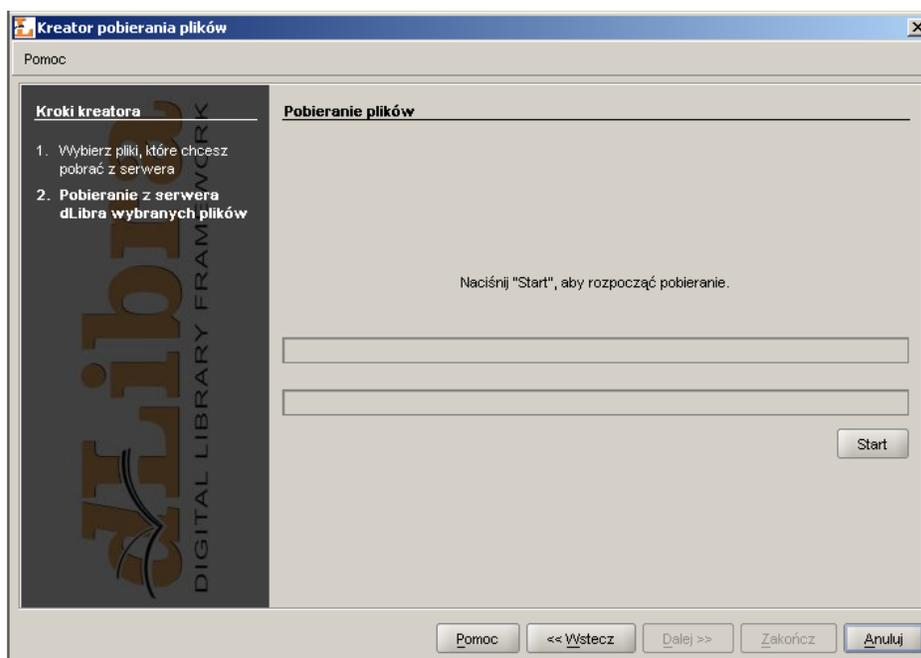 Kreator pobierania plików
Pomoc
Kroki kreatora
1. Wybierz pliki, które chcesz
pobrać z serwera
2. Pobieranie z serwera
dLibra wybranych plików
dLibra
DIGITAL LIBRARY FRAMEWORK
Pobieranie plików
Naciśnij "Start", aby rozpocząć pobieranie.
Start
Pomoc
<< Wstecz
Dalej >>
Zakończ
Anuluj